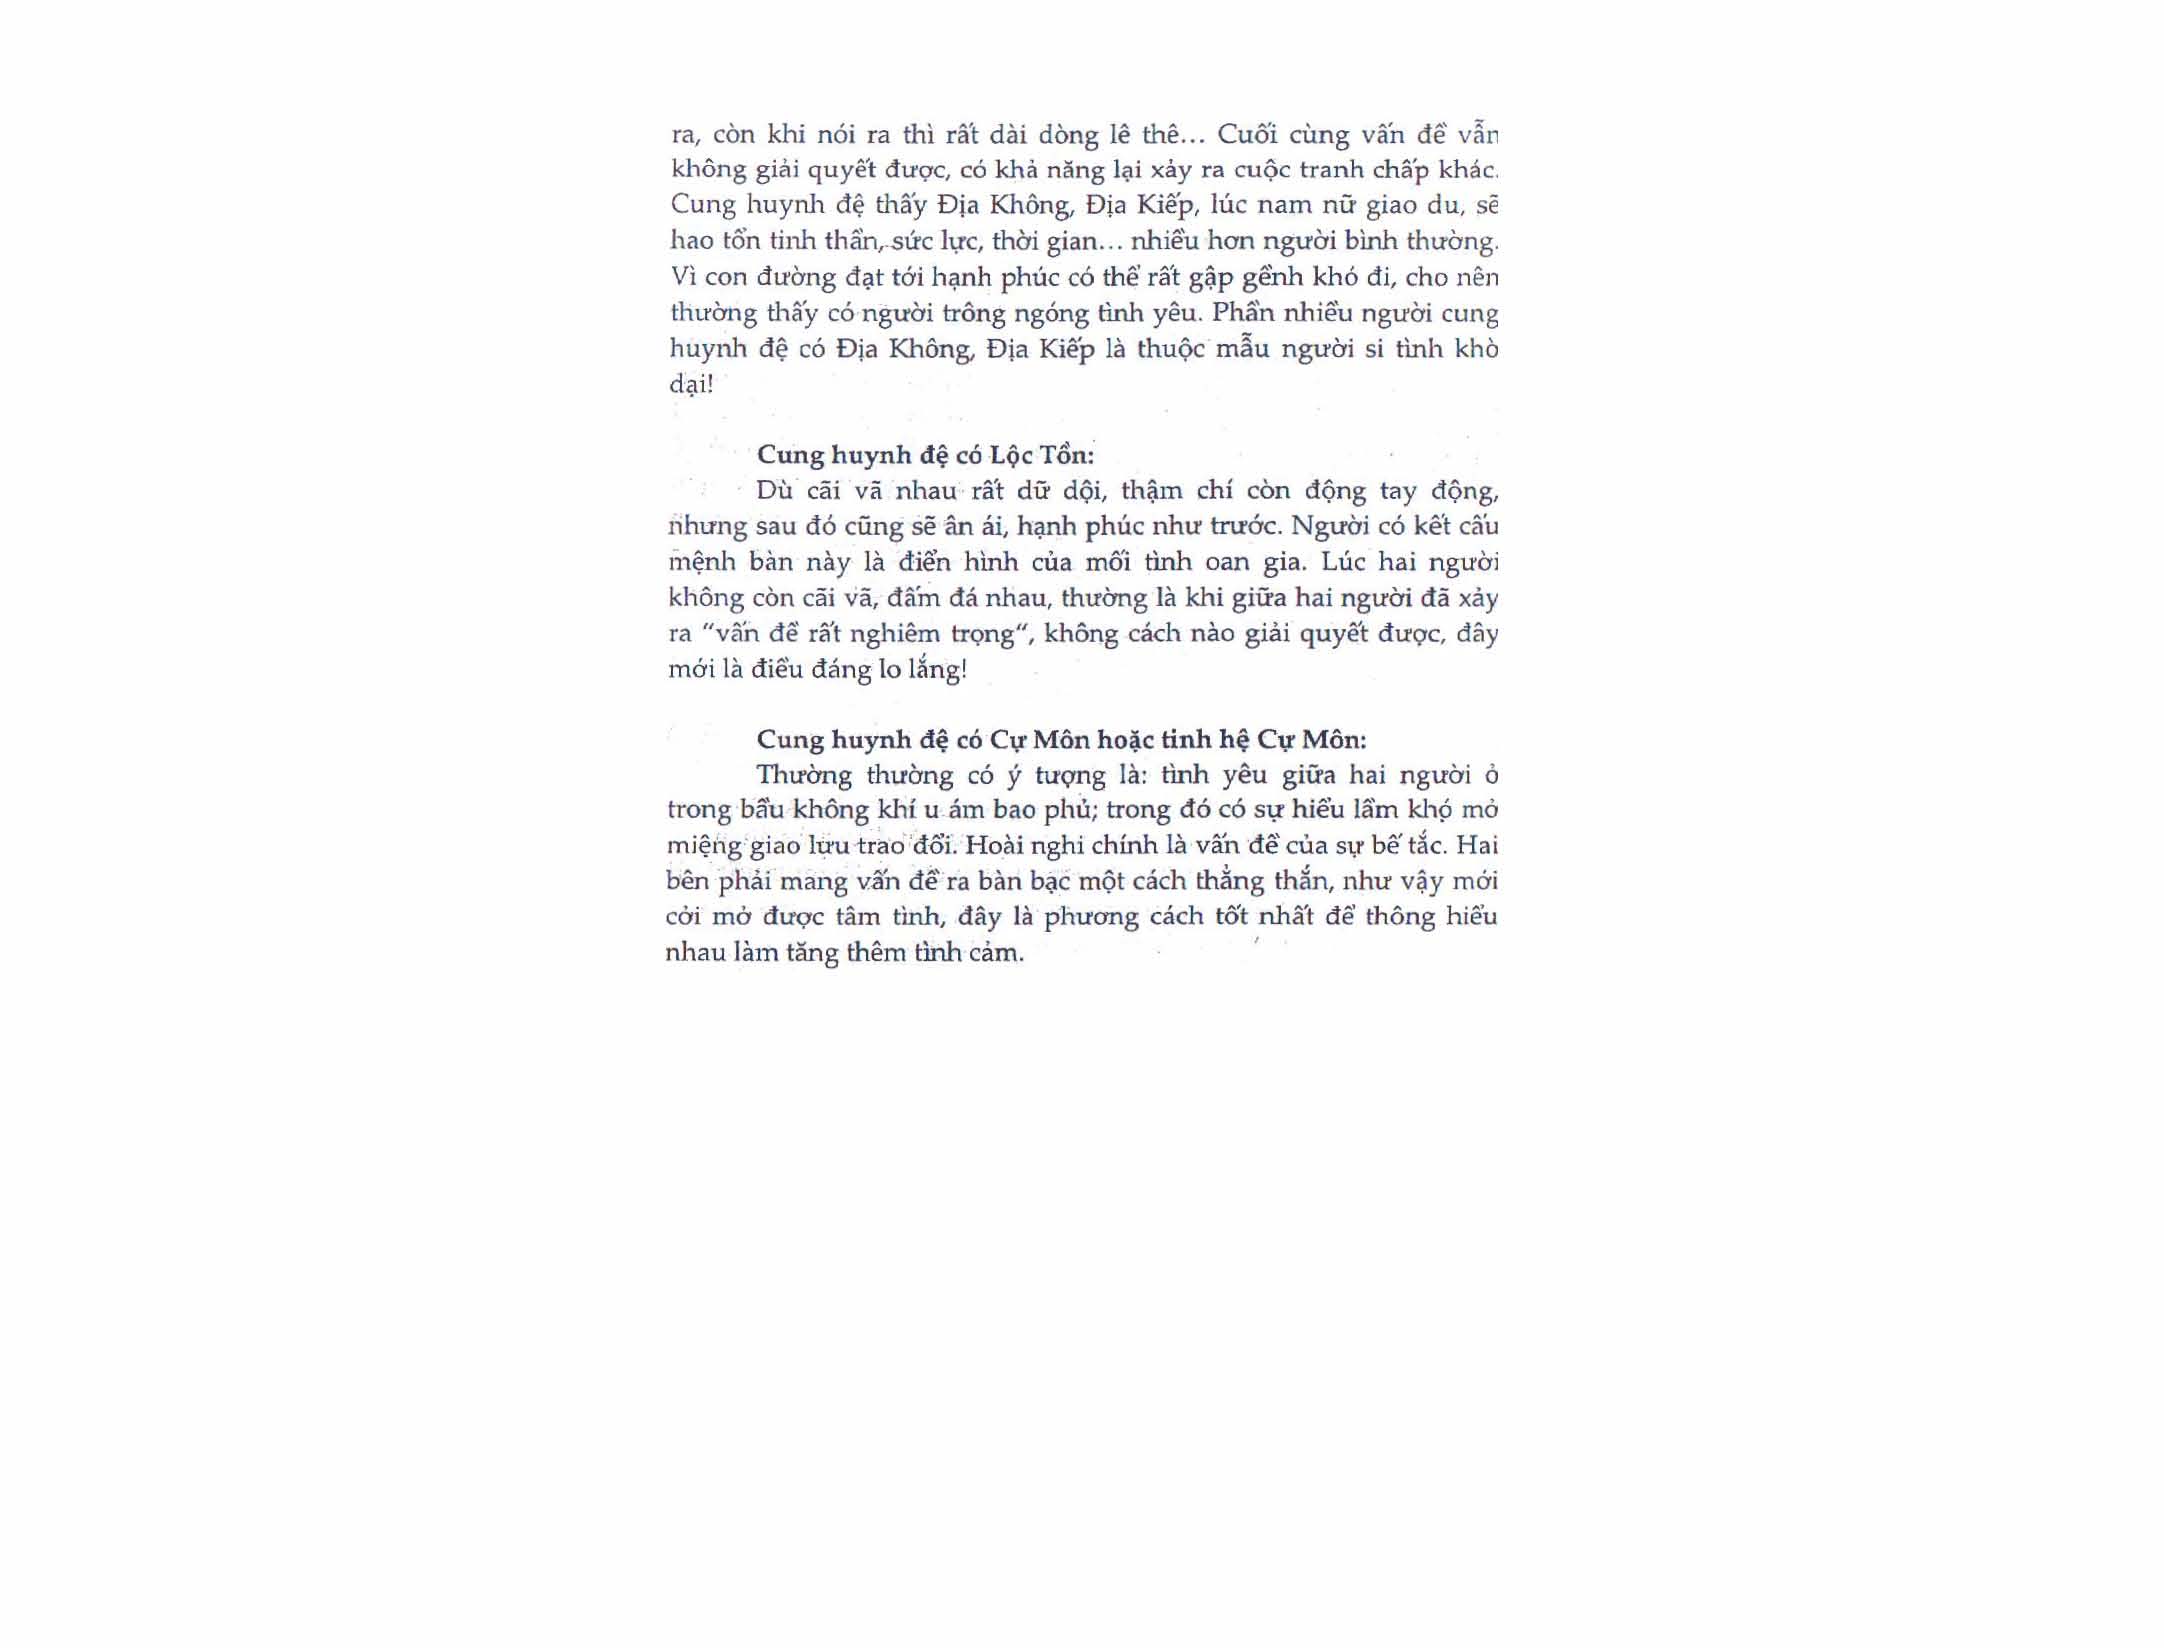 ra, còn khi nói ra thì rất dài dòng lê thê... Cuối cùng vấn đề vẫn
không giải quyết được, có khả năng lại xảy ra cuộc tranh chấp khác.
Cung huynh đệ thấy Địa Không, Địa Kiếp, lúc nam nữ giao du, sẽ
hao tổn tinh thần, sức lực, thời gian... nhiều hơn người bình thường.
Vì con đường đạt tới hạnh phúc có thể rất gập gềnh khó đi, cho nên
thường thấy có người trông ngóng tình yêu. Phần nhiều người cung
huynh đệ có Địa Không, Địa Kiếp là thuộc mẫu người si tình khờ
dại!
Cung huynh đệ có Lộc Tồn:
Dù cãi vã nhau rất dữ dội, thậm chí còn động tay động,
nhưng sau đó cũng sẽ ân ái, hạnh phúc như trước. Người có kết cấu
mệnh bàn này là điển hình của mối tình oan gia. Lúc hai người
không còn cãi vã, đấm đá nhau, thường là khi giữa hai người đã xảy
ra “vấn đề rất nghiêm trọng“, không cách nào giải quyết được, đây
mới là điều đáng lo lắng!
Cung huynh đệ có Cự Môn hoặc tinh hệ Cự Môn:
Thường thường có ý tượng là: tình yêu giữa hai người ở
trong bầu không khí u ám bao phủ; trong đó có sự hiểu lầm khó mở
miệng giao lưu trao đổi. Hoài nghi chính là vấn đề của sự bế tắc. Hai
bên phải mang vấn đề ra bàn bạc một cách thẳng thắn, như vậy mới
cởi mở được tâm tình, đây là phương cách tốt nhất để thông hiểu
nhau làm tăng thêm tình cảm.